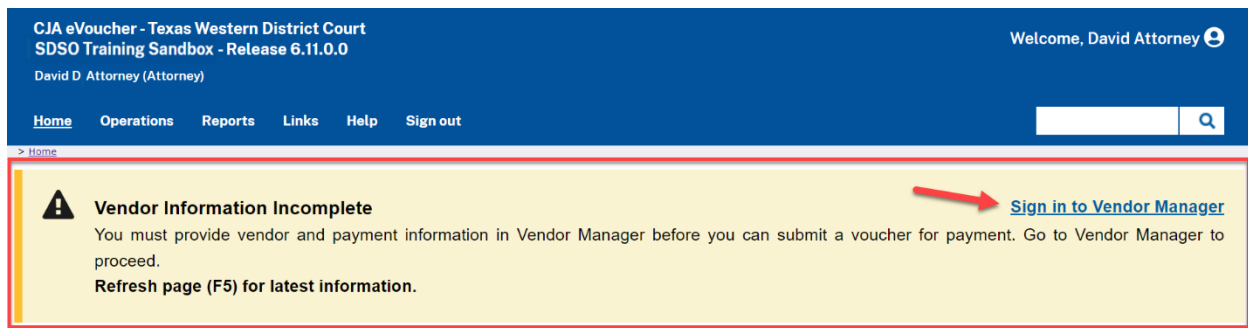 CJA eVoucher - Texas Western District Court
SDSO Training Sandbox - Release 6.11.0.0
Welcome, David Attorney
David D Attorney (Attorney)
Home Operations Reports Links Help Sign out
> Home
Vendor Information Incomplete
Sign in to Vendor Manager
You must provide vendor and payment information in Vendor Manager before you can submit a voucher for payment. Go to Vendor Manager to
proceed.
Refresh page (F5) for latest information.